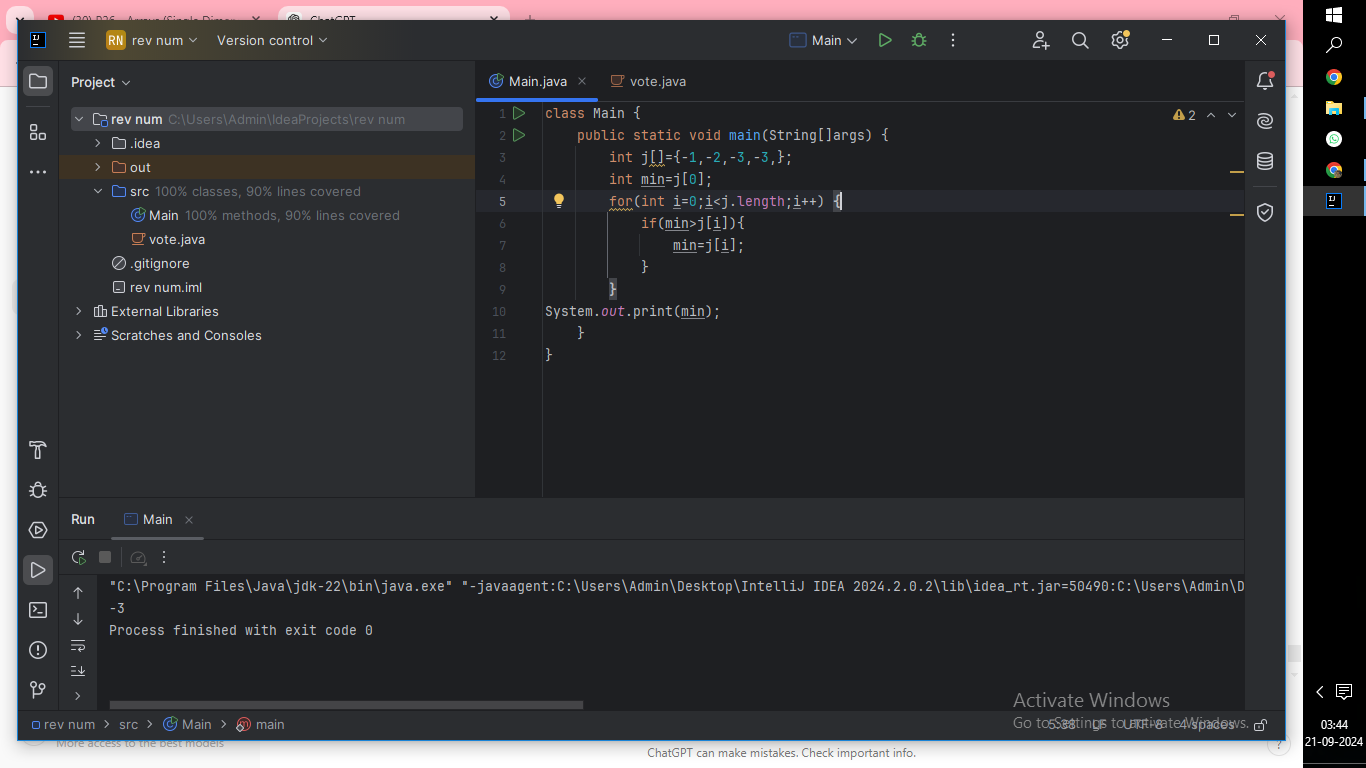 ChatGPT
RN rev num Version control Main
Project
Main.java vote.java
rev num C:\Users\Admin\IdeaProjects\rev num
.idea
out
src 100% classes, 90% lines covered
Main 100% methods, 90% lines covered
vote.java
.gitignore
rev num.iml
External Libraries
Scratches and Consoles
2
1 class Main {
2 public static void main(String[]args) {
3 int j[]={-1,-2,-3,-3,};
4 int min=j[0];
5 for(int i=0;i<j.length;i++) {
6 if(min>j[i]){
7 min=j[i];
8 }
9 }
10 System.out.print(min);
11 }
12 }
Run Main
"C:\Program Files\Java\jdk-22\bin\java.exe" "-javaagent:C:\Users\Admin\Desktop\IntelliJ IDEA 2024.2.0.2\lib\idea_rt.jar=50490:C:\Users\Admin\D
-3
Process finished with exit code 0
Activate Windows
Go to Settings to activate Windows.
rev num > src > Main > main 5:38 LF UTF-8 4 spaces
More access to the best models
ChatGPT can make mistakes. Check important info.
?
03:44
21-09-2024